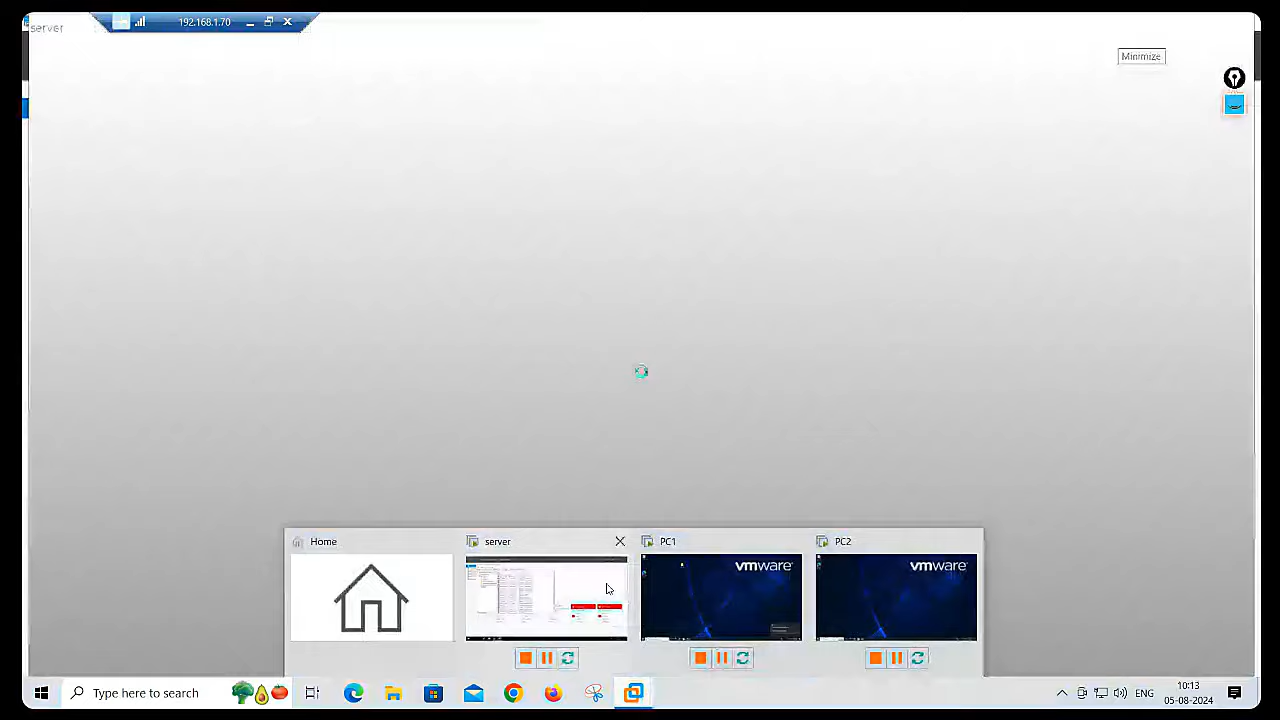 server
192.168.1.70
Minimize
Home
server
PC1
PC2
vmware
vmware
Type here to search
ENG
10:13
05-08-2024